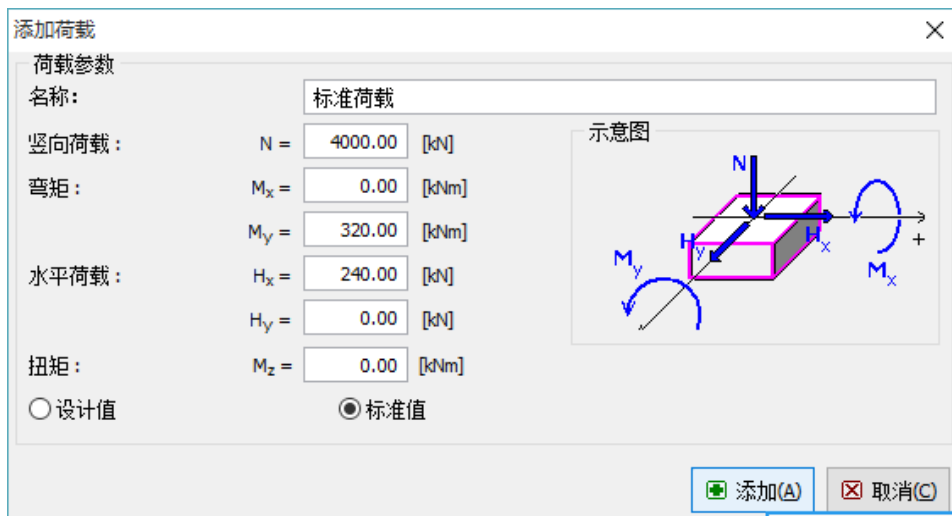 添加荷载
荷载参数
名称: 标准荷载
竖向荷载: N = 4000.00 [kN]
弯矩: Mx = 0.00 [kNm]
My = 320.00 [kNm]
水平荷载: Hx = 240.00 [kN]
Hy = 0.00 [kN]
扭矩: Mz = 0.00 [kNm]
设计值 标准值
示意图
N
Hy Hx +
My Mx
添加(A) 取消(C)